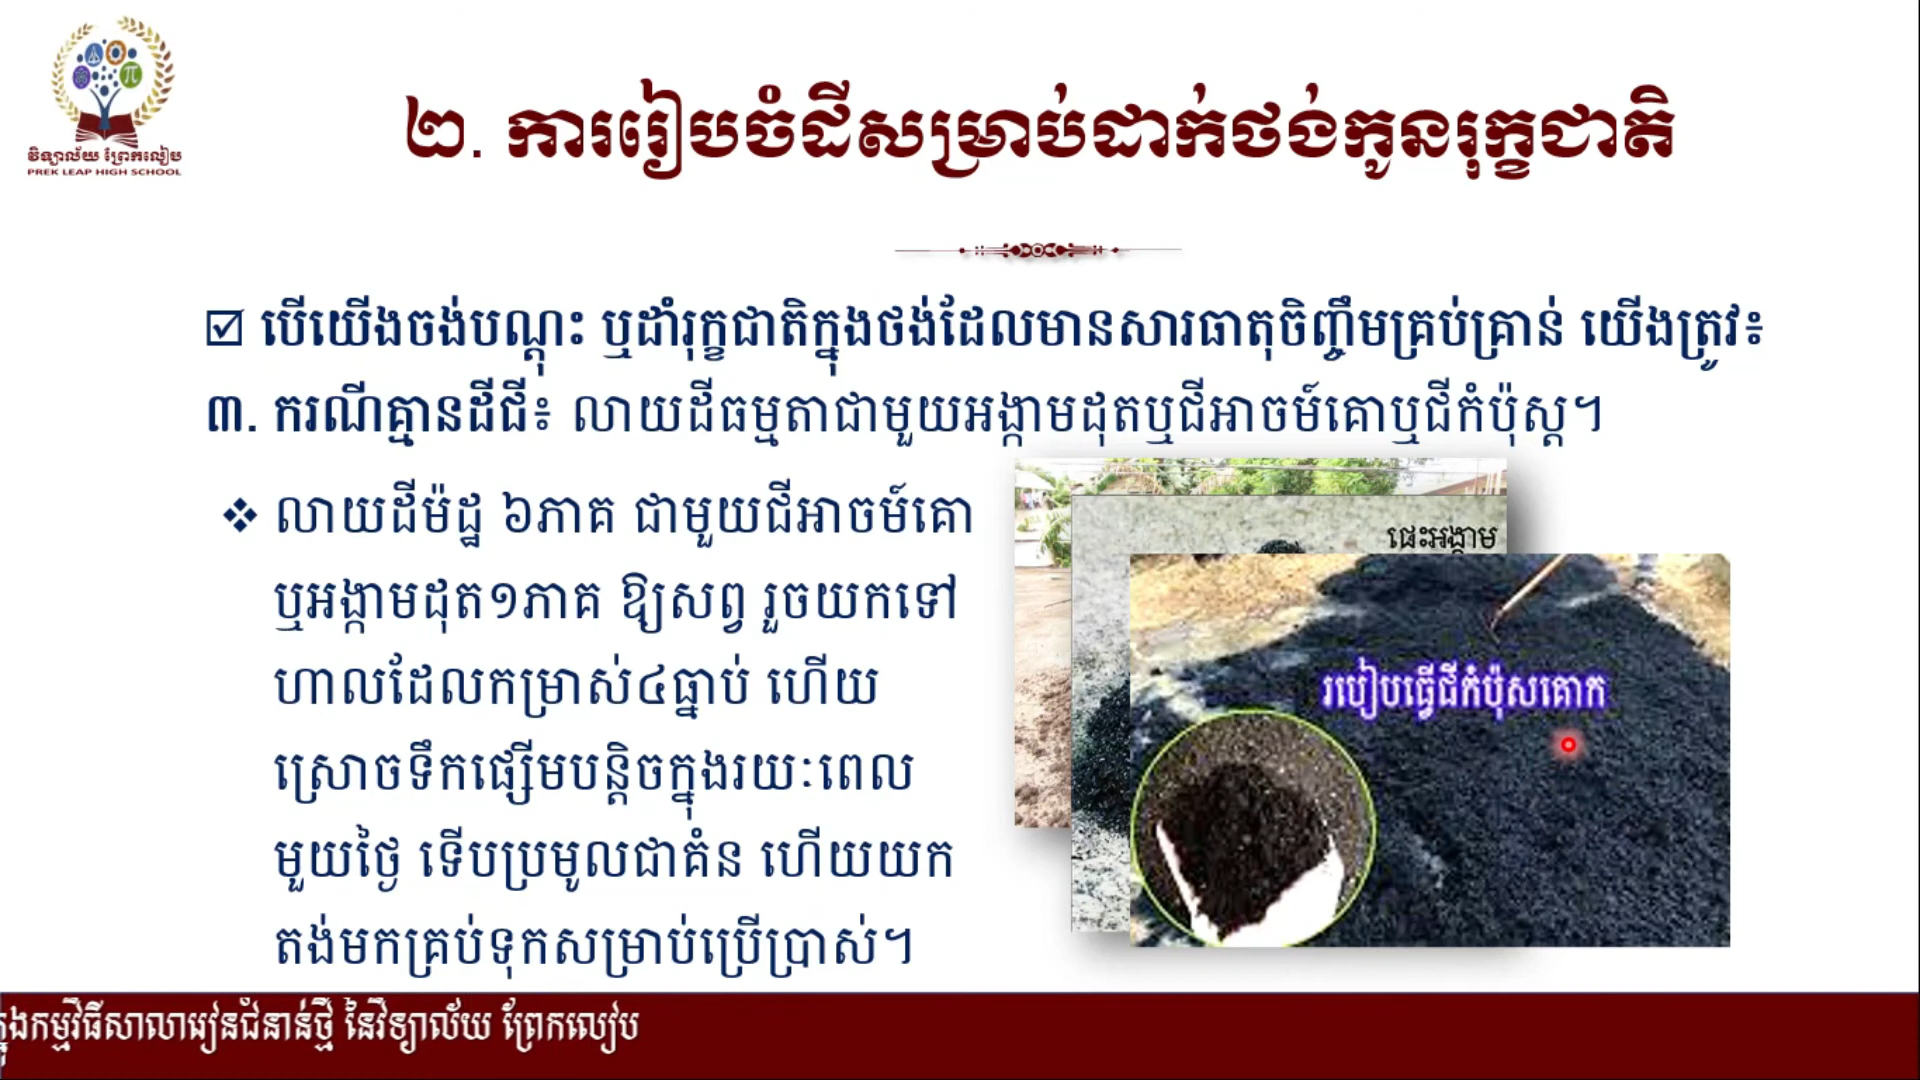 វិទ្យាល័យ ព្រែកលៀប
PREK LEAP HIGH SCHOOL
២. ការរៀបចំដីសម្រាប់ដាក់ថង់កូនរុក្ខជាតិ
☑ បើយើងចង់បណ្តុះ ឬដាំរុក្ខជាតិក្នុងថង់ដែលមានសារធាតុចិញ្ចឹមគ្រប់គ្រាន់ យើងត្រូវ៖
៣. ករណីគ្មានដីជី៖ លាយដីធម្មតាជាមួយអង្កាមដុតឬជីអាចម៍គោឬជីកំប៉ុស្ត។
❖ លាយដីម៉ដ្ឋ ៦ភាគ ជាមួយជីអាចម៍គោ
ឬអង្កាមដុត១ភាគ ឱ្យសព្វ រួចយកទៅ
ហាលដែលកម្រាស់៤ធ្នាប់ ហើយ
ស្រោចទឹកផ្សើមបន្តិចក្នុងរយៈពេល
មួយថ្ងៃ ទើបប្រមូលជាគំនរ ហើយយក
តង់មកគ្រប់ទុកសម្រាប់ប្រើប្រាស់។
ផេះអង្កាម
របៀបធ្វើជីកំប៉ុសគោក
ក្នុងកម្មវិធីសាលារៀនជំនាន់ថ្មី នៃវិទ្យាល័យ ព្រែកលៀប